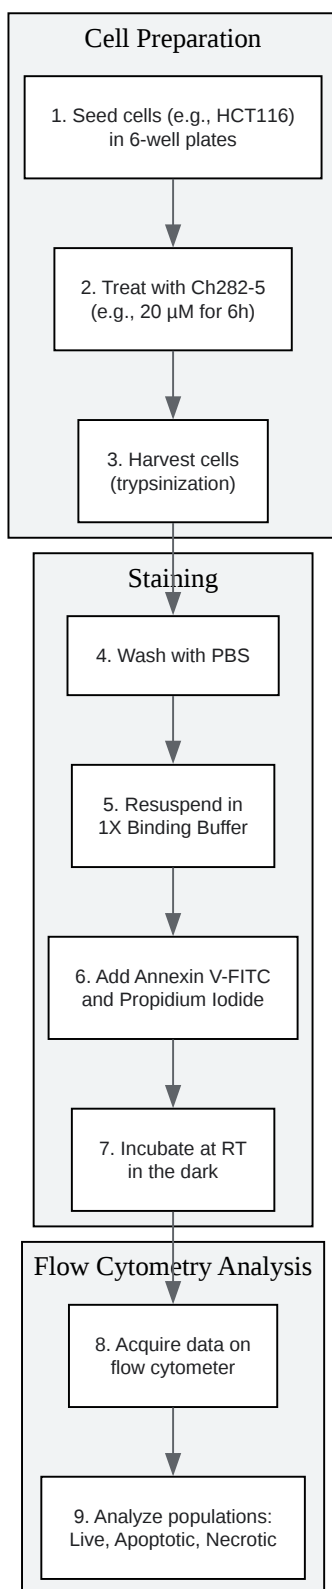 Cell Preparation
1. Seed cells (e.g., HCT116)
in 6-well plates
2. Treat with Ch282-5
(e.g., 20 µM for 6h)
3. Harvest cells
(trypsinization)
Staining
4. Wash with PBS
5. Resuspend in
1X Binding Buffer
6. Add Annexin V-FITC
and Propidium Iodide
7. Incubate at RT
in the dark
Flow Cytometry Analysis
8. Acquire data on
flow cytometer
9. Analyze populations:
Live, Apoptotic, Necrotic